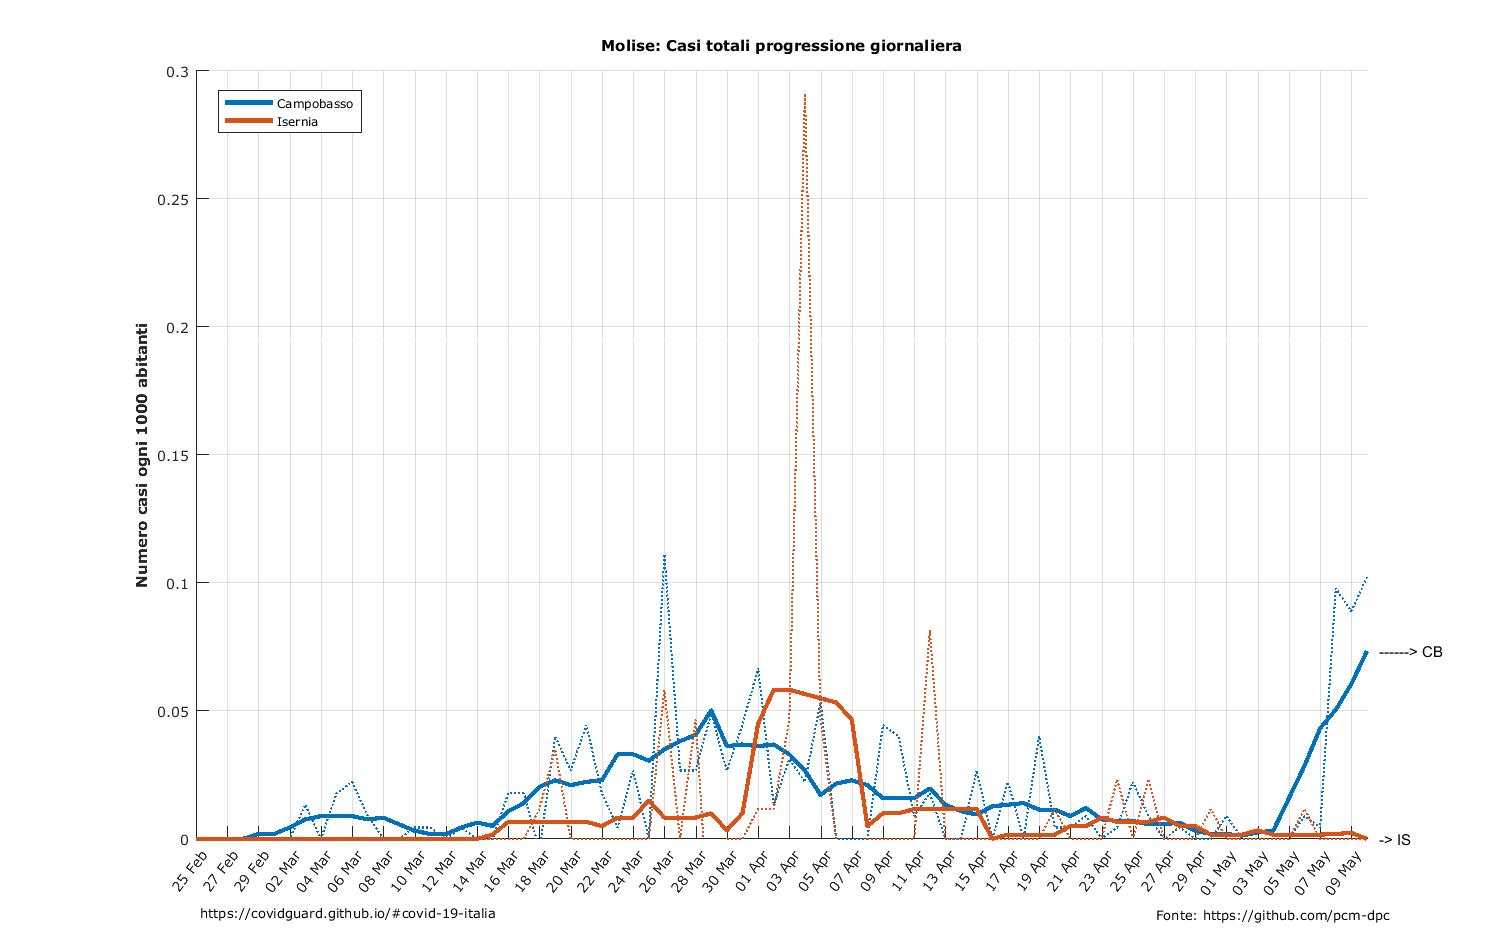 Molise: Casi totali progressione giornaliera
Numero casi ogni 1000 abitanti
0.3
0.25
0.2
0.15
0.1
0.05
0
Campobasso
Isernia
------> CB
-> IS
25 Feb
27 Feb
29 Feb
02 Mar
04 Mar
06 Mar
08 Mar
10 Mar
12 Mar
14 Mar
16 Mar
18 Mar
20 Mar
22 Mar
24 Mar
26 Mar
28 Mar
30 Mar
01 Apr
03 Apr
05 Apr
07 Apr
09 Apr
11 Apr
13 Apr
15 Apr
17 Apr
19 Apr
21 Apr
23 Apr
25 Apr
27 Apr
29 Apr
01 May
03 May
05 May
07 May
09 May
https://covidguard.github.io/#covid-19-italia
Fonte: https://github.com/pcm-dpc